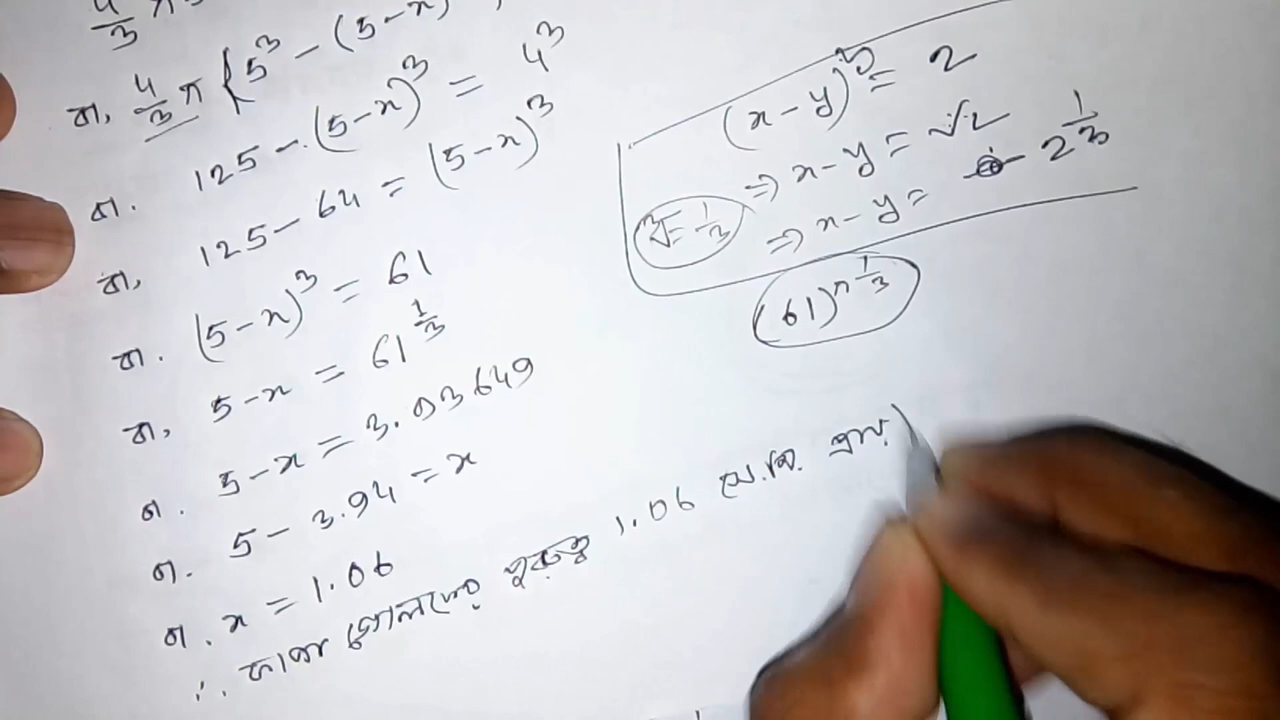 4/3 π
বা, 4/3 π {5³ – (5–x)
বা. 125 – (5–x)³ = 4³
বা, 125 – 64 = (5–x)³
বা. (5–x)³ = 61
বা, 5–x = 61^(1/3)
বা. 5–x = 3.93649
বা. 5 – 3.94 = x
বা. x = 1.06
∴ ফাঁপা গোলকের পুরুত্ব 1.06 সে.মি. প্রায়)
(x–y)³ = 2
⇒ x–y = ∛2
⇒ x–y = 2^(1/3)
∛ = 1/3
(61)^(1/3)